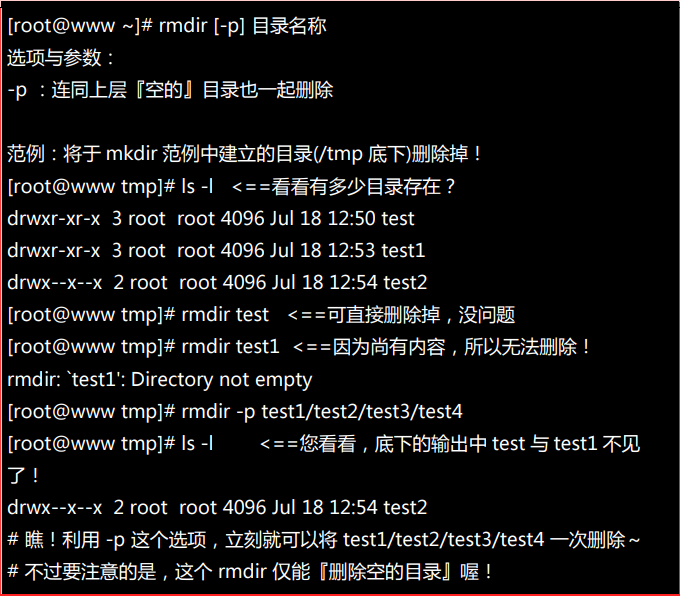 [root@www ~]# rmdir [-p] 目录名称
选项与参数：
-p ：连同上层『空的』目录也一起删除
范例：将于 mkdir 范例中建立的目录(/tmp 底下)删除掉！
[root@www tmp]# ls -l <==看看有多少目录存在？
drwxr-xr-x 3 root root 4096 Jul 18 12:50 test
drwxr-xr-x 3 root root 4096 Jul 18 12:53 test1
drwx--x--x 2 root root 4096 Jul 18 12:54 test2
[root@www tmp]# rmdir test <==可直接删除掉，没问题
[root@www tmp]# rmdir test1 <==因为尚有内容，所以无法删除！
rmdir: `test1': Directory not empty
[root@www tmp]# rmdir -p test1/test2/test3/test4
[root@www tmp]# ls -l <==您看看，底下的输出中 test 与 test1 不见
了！
drwx--x--x 2 root root 4096 Jul 18 12:54 test2
# 瞧！利用 -p 这个选项，立刻就可以将 test1/test2/test3/test4 一次删除～
# 不过要注意的是，这个 rmdir 仅能『删除空的目录』喔！